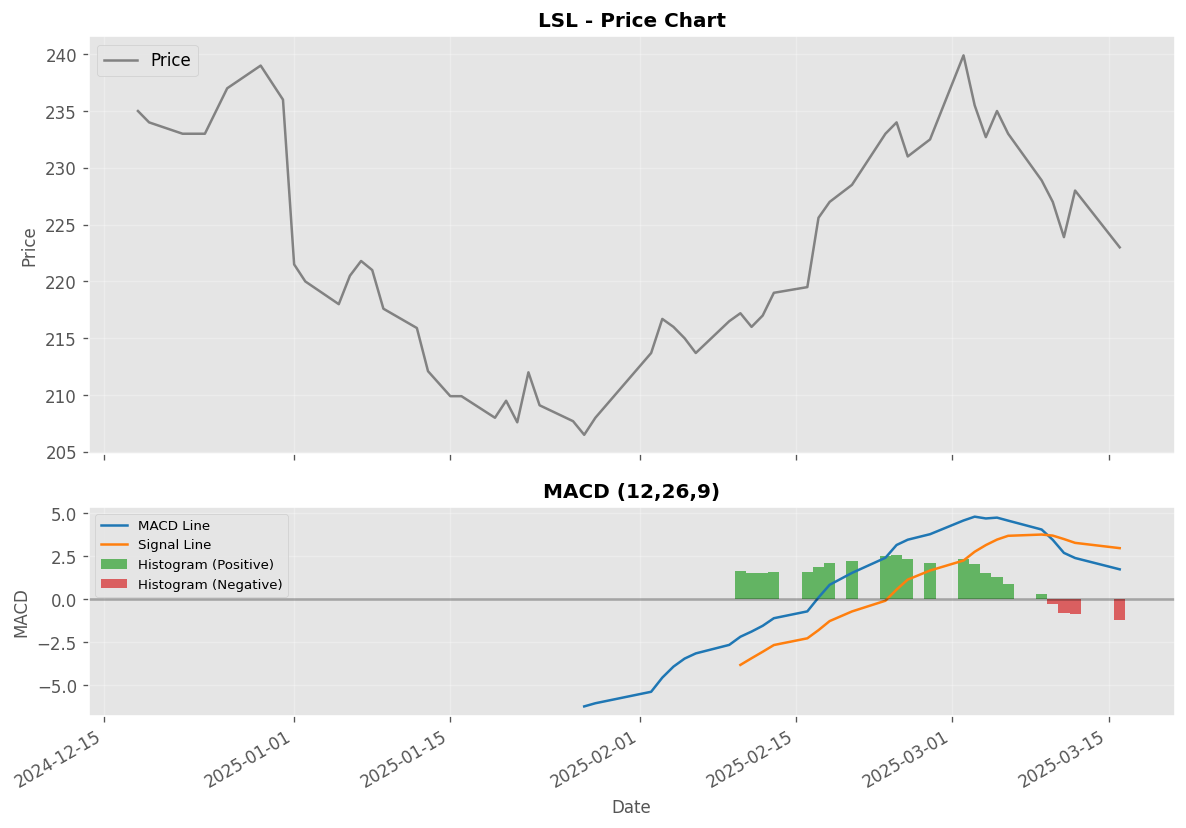 LSL - Price Chart
Price
240
235
230
225
220
215
210
205
Price
MACD (12,26,9)
MACD Line
Signal Line
Histogram (Positive)
Histogram (Negative)
5.0
2.5
0.0
−2.5
−5.0
MACD
2024-12-15
2025-01-01
2025-01-15
2025-02-01
2025-02-15
2025-03-01
2025-03-15
Date